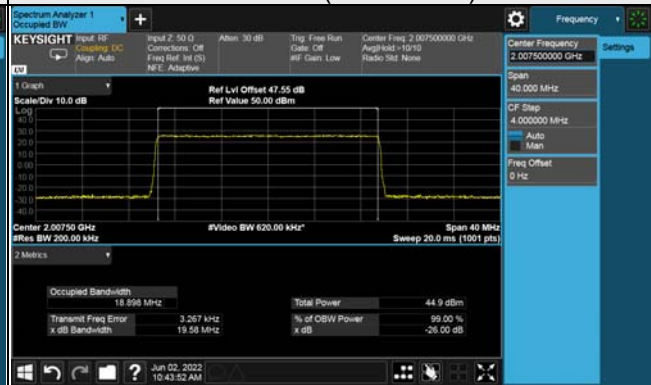 Spectrum Analyzer 1
Occupied BW
Frequency
KEYSIGHT
Input: RF
Coupling: DC
Align: Auto
Input Z: 50 Ω
Corrections: Off
Freq Ref: Int (S)
NFE: Adaptive
Atten: 30 dB
Trig: Free Run
Gate: Off
#IF Gain: Low
Center Freq: 2.007500000 GHz
Avg|Hold:>10/10
Radio Std: None
Center Frequency
2.007500000 GHz
Settings
Span
40.000 MHz
CF Step
4.000000 MHz
Auto
Man
Freq Offset
0 Hz
1 Graph
Scale/Div 10.0 dB
Ref Lvl Offset 47.55 dB
Ref Value 50.00 dBm
Log
40.0
30.0
20.0
10.0
0.00
-10.0
-20.0
-30.0
-40.0
Center 2.00750 GHz
#Res BW 200.00 kHz
#Video BW 620.00 kHz*
Span 40 MHz
Sweep 20.0 ms (1001 pts)
2 Metrics
Occupied Bandwidth
18.898 MHz
Total Power 44.9 dBm
Transmit Freq Error 3.267 kHz
% of OBW Power 99.00 %
x dB Bandwidth 19.58 MHz
x dB -26.00 dB
Jun 02, 2022
10:43:52 AM